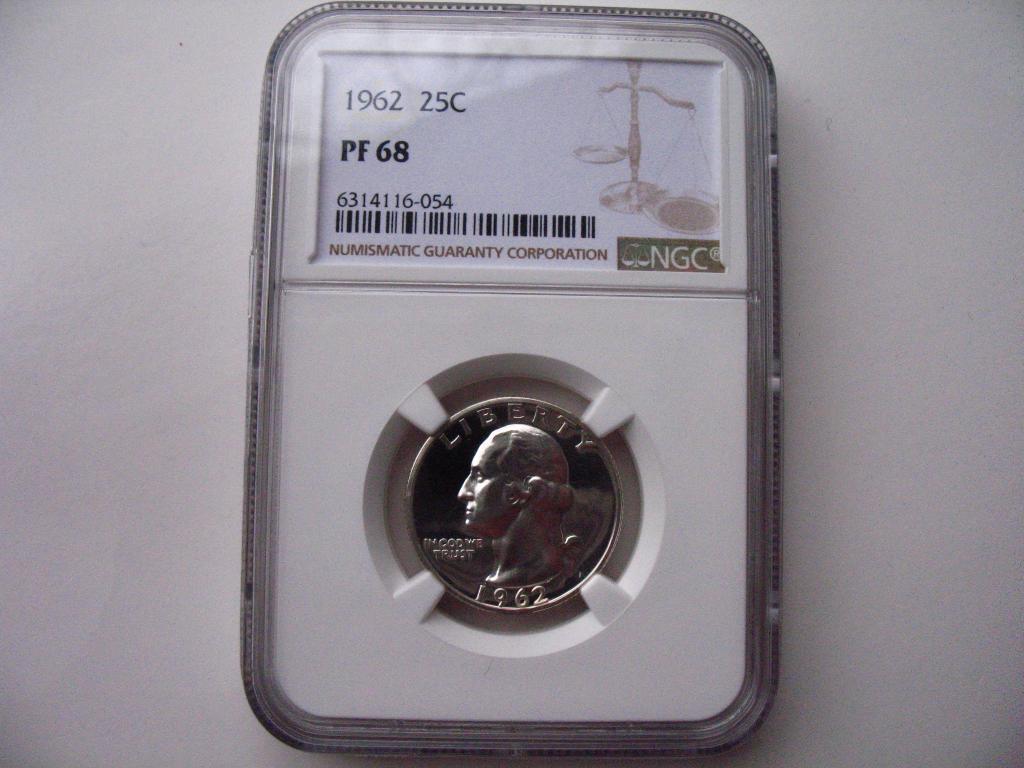 1962 25C
PF 68
6314116-054
NUMISMATIC GUARANTY CORPORATION
NGC®
LIBERTY
IN GOD WE
TRUST
1962